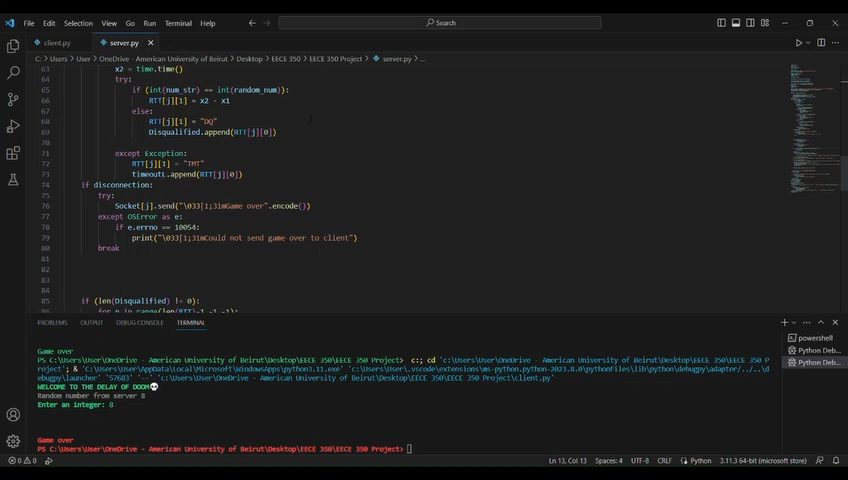 File Edit Selection View Go Run Terminal Help
Search
client.py server.py
C: > Users > User > OneDrive - American University of Beirut > Desktop > EECE 350 > EECE 350 Project > server.py > ...
63 x2 = time.time()
64 try:
65 if (int(num_str) == int(random_num)):
66 RTT[j][1] = x2 - x1
67 else:
68 RTT[j][1] = "DQ"
69 Disqualified.append(RTT[j][0])
70
71 except Exception:
72 RTT[j][1] = "TMT"
73 timeoutL.append(RTT[j][0])
74 if disconnection:
75 try:
76 Socket[j].send("\033[1;31mGame over".encode())
77 except OSError as e:
78 if e.errno == 10054:
79 print("\033[1;31mCould not send game over to client")
80 break
81
82
83
84
85 if (len(Disqualified) != 0):
86 for n in range(len(RTT)-1,-1,-1):
PROBLEMS OUTPUT DEBUG CONSOLE TERMINAL
powershell
Python Deb...
Python Deb...
Game over
PS C:\Users\User\OneDrive - American University of Beirut\Desktop\EECE 350\EECE 350 Project> c:; cd 'c:\Users\User\OneDrive - American University of Beirut\Desktop\EECE 350\EECE 350 P
roject'; & 'C:\Users\User\AppData\Local\Microsoft\WindowsApps\python3.11.exe' 'c:\Users\User\.vscode\extensions\ms-python.python-2023.8.0\pythonFiles\lib\python\debugpy\adapter/../..\d
ebugpy\launcher' '57683' '--' 'c:\Users\User\OneDrive - American University of Beirut\Desktop\EECE 350\EECE 350 Project\client.py'
WELCOME TO THE DELAY OF DOOM💀
Random number from server 8
Enter an integer: 8
Game over
PS C:\Users\User\OneDrive - American University of Beirut\Desktop\EECE 350\EECE 350 Project>
0 0 Ln 13, Col 13 Spaces: 4 UTF-8 CRLF Python 3.11.3 64-bit (microsoft store)